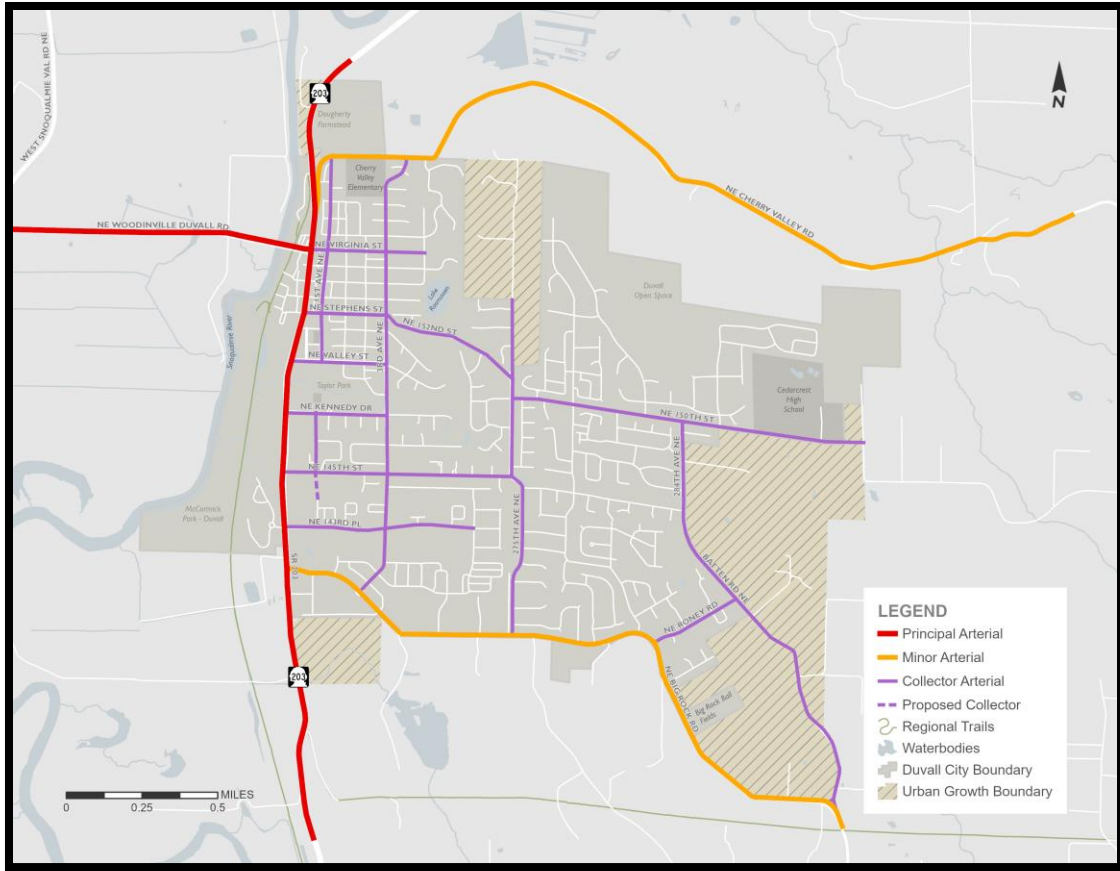 203
Dougherty
Farmstead
N
WEST SNOQUALMIE VAL RD NE
Cherry
Valley
Elementary
NE CHERRY VALLEY RD
NE WOODINVILLE DUVALL RD
NE VIRGINIA ST
1ST AVE NE
Lake
Rasmussen
Duvall
Open Space
Snoqualmie River
NE STEPHENS ST
NE 152ND ST
3RD AVE NE
NE VALLEY ST
Taylor Park
Cedarcrest
High
School
NE KENNEDY DR
NE 150TH ST
NE 145TH ST
284TH AVE NE
McCormick
Park - Duvall
NE 143RD PL
275TH AVE NE
SR 203
BATTEN RD NE
NE BONEY RD
203
NE BIG ROCK RD
Big Rock Ball
Fields
LEGEND
Principal Arterial
Minor Arterial
Collector Arterial
Proposed Collector
Regional Trails
Waterbodies
Duvall City Boundary
Urban Growth Boundary
MILES
0 0.25 0.5